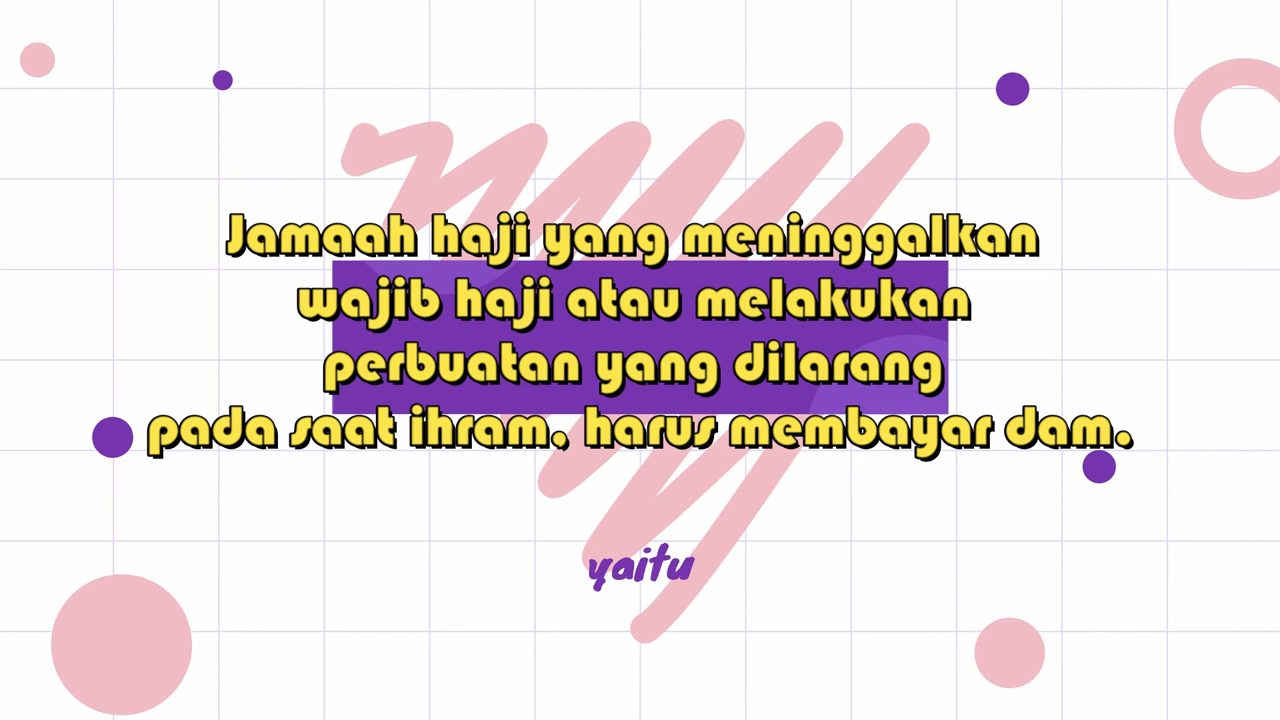 Jamaah haji yang meninggalkan
wajib haji atau melakukan
perbuatan yang dilarang
pada saat ihram, harus membayar dam.
yaitu